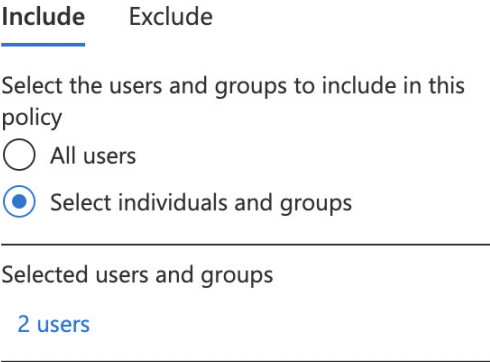 Include Exclude
Select the users and groups to include in this
policy
All users
Select individuals and groups
Selected users and groups
2 users